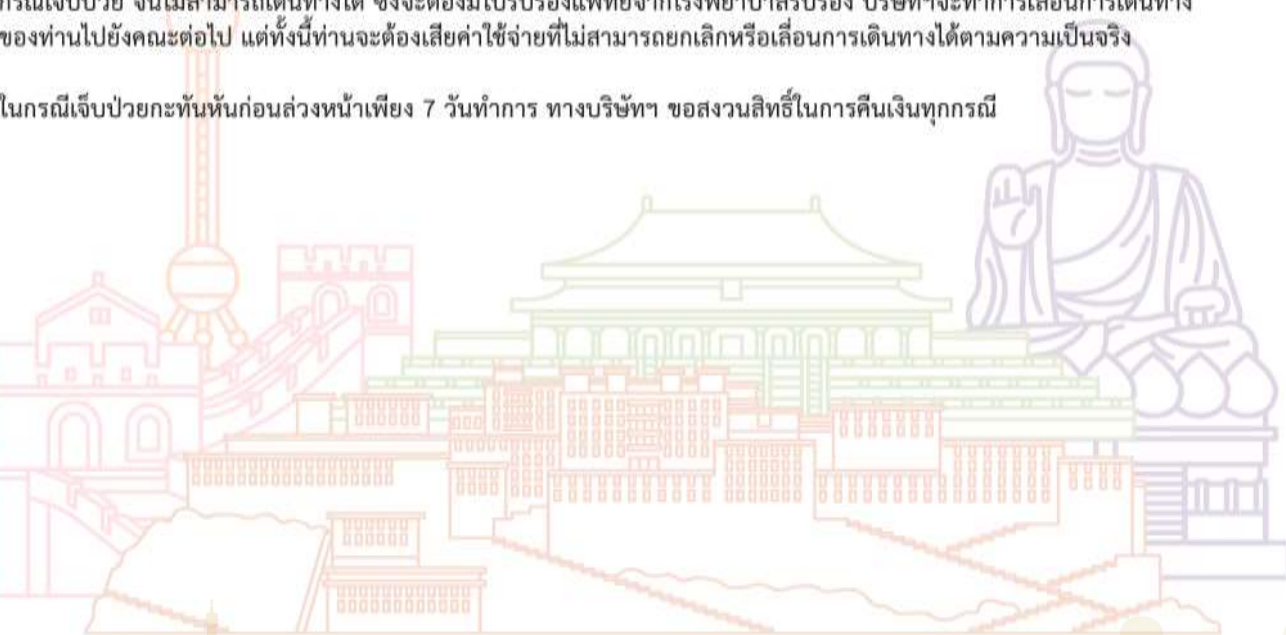 กรณีเจ็บป่วย จนไม่สามารถเดินทางได้ ซึ่งจะต้องมีใบรับรองแพทย์จากโรงพยาบาลรับรอง บริษัทฯจะทำการเลื่อนการเดินทาง
ของท่านไปยังคณะต่อไป แต่ทั้งนี้ท่านจะต้องเสียค่าใช้จ่ายที่ไม่สามารถยกเลิกหรือเลื่อนการเดินทางได้ตามความเป็นจริง
ในกรณีเจ็บป่วยกะทันหันก่อนล่วงหน้าเพียง 7 วันทำการ ทางบริษัทฯ ขอสงวนสิทธิ์ในการคืนเงินทุกกรณี